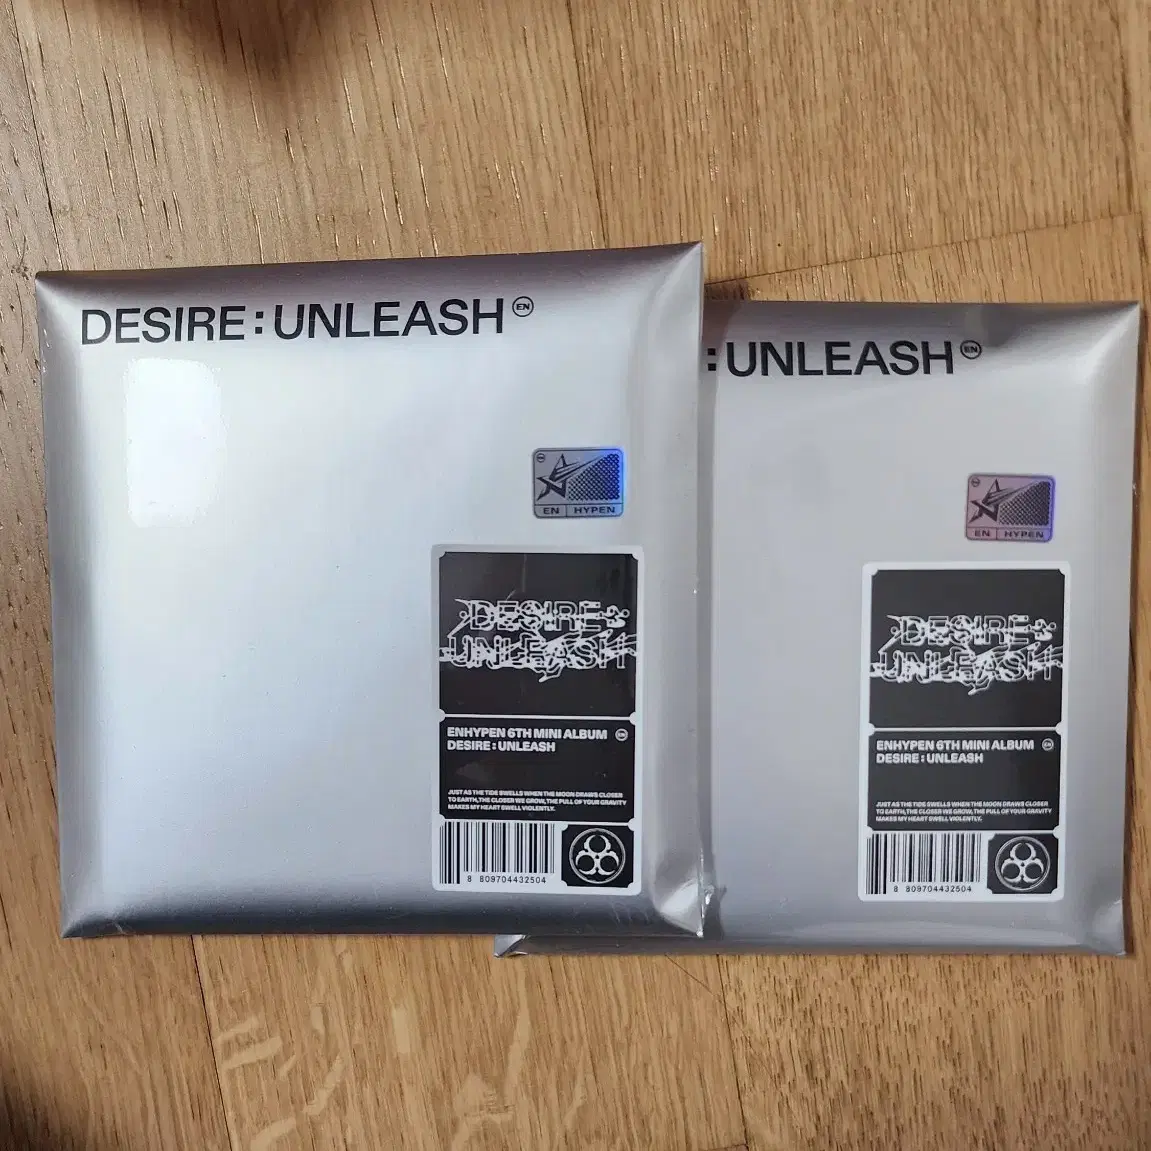 DESIRE : UNLEASH EN
EN HYPEN
DESIRE :
UNLEASH
ENHYPEN 6TH MINI ALBUM EN
DESIRE : UNLEASH
JUST AS THE TIDE SWELLS WHEN THE MOON DRAWS CLOSER
TO EARTH, THE CLOSER WE GROW, THE PULL OF YOUR GRAVITY
MAKES MY HEART SWELL VIOLENTLY.
8 809704432504
: UNLEASH EN
EN HYPEN
DESIRE :
UNLEASH
ENHYPEN 6TH MINI ALBUM EN
DESIRE : UNLEASH
JUST AS THE TIDE SWELLS WHEN THE MOON DRAWS CLOSER
TO EARTH, THE CLOSER WE GROW, THE PULL OF YOUR GRAVITY
MAKES MY HEART SWELL VIOLENTLY.
8 809704432504